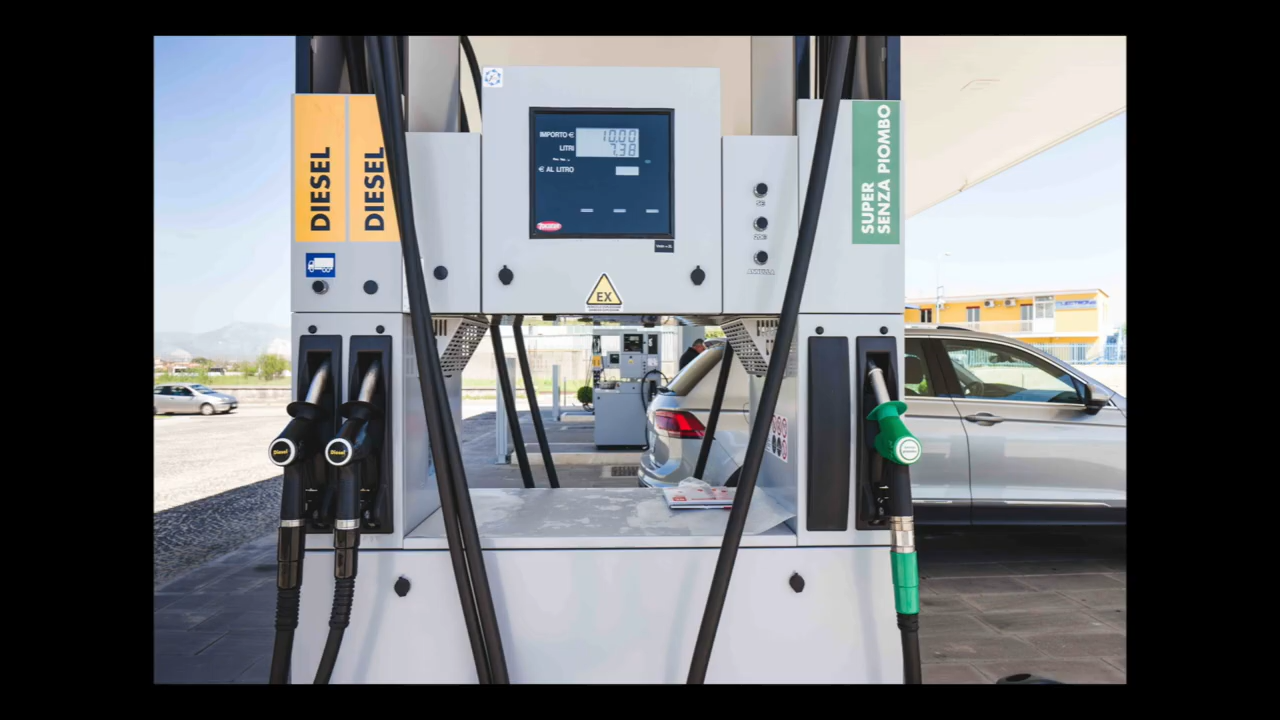 DIESEL
DIESEL
IMPORTO €
10.00
LITRI
7.38
€ AL LITRO
EX
SUPER
SENZA PIOMBO
Diesel
Diesel